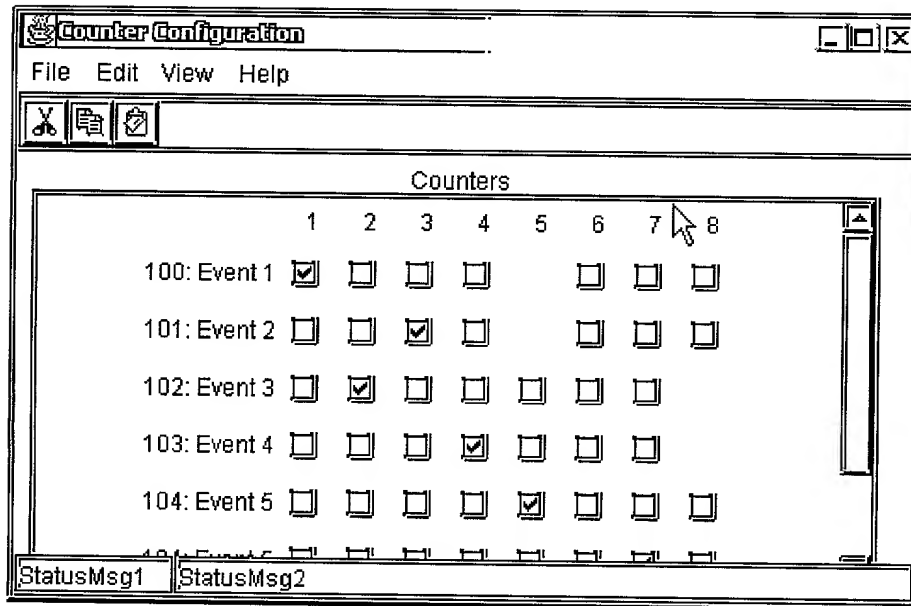 Counter Configuration
File Edit View Help
Counters
1 2 3 4 5 6 7 8
100: Event 1
101: Event 2
102: Event 3
103: Event 4
104: Event 5
StatusMsg1 StatusMsg2